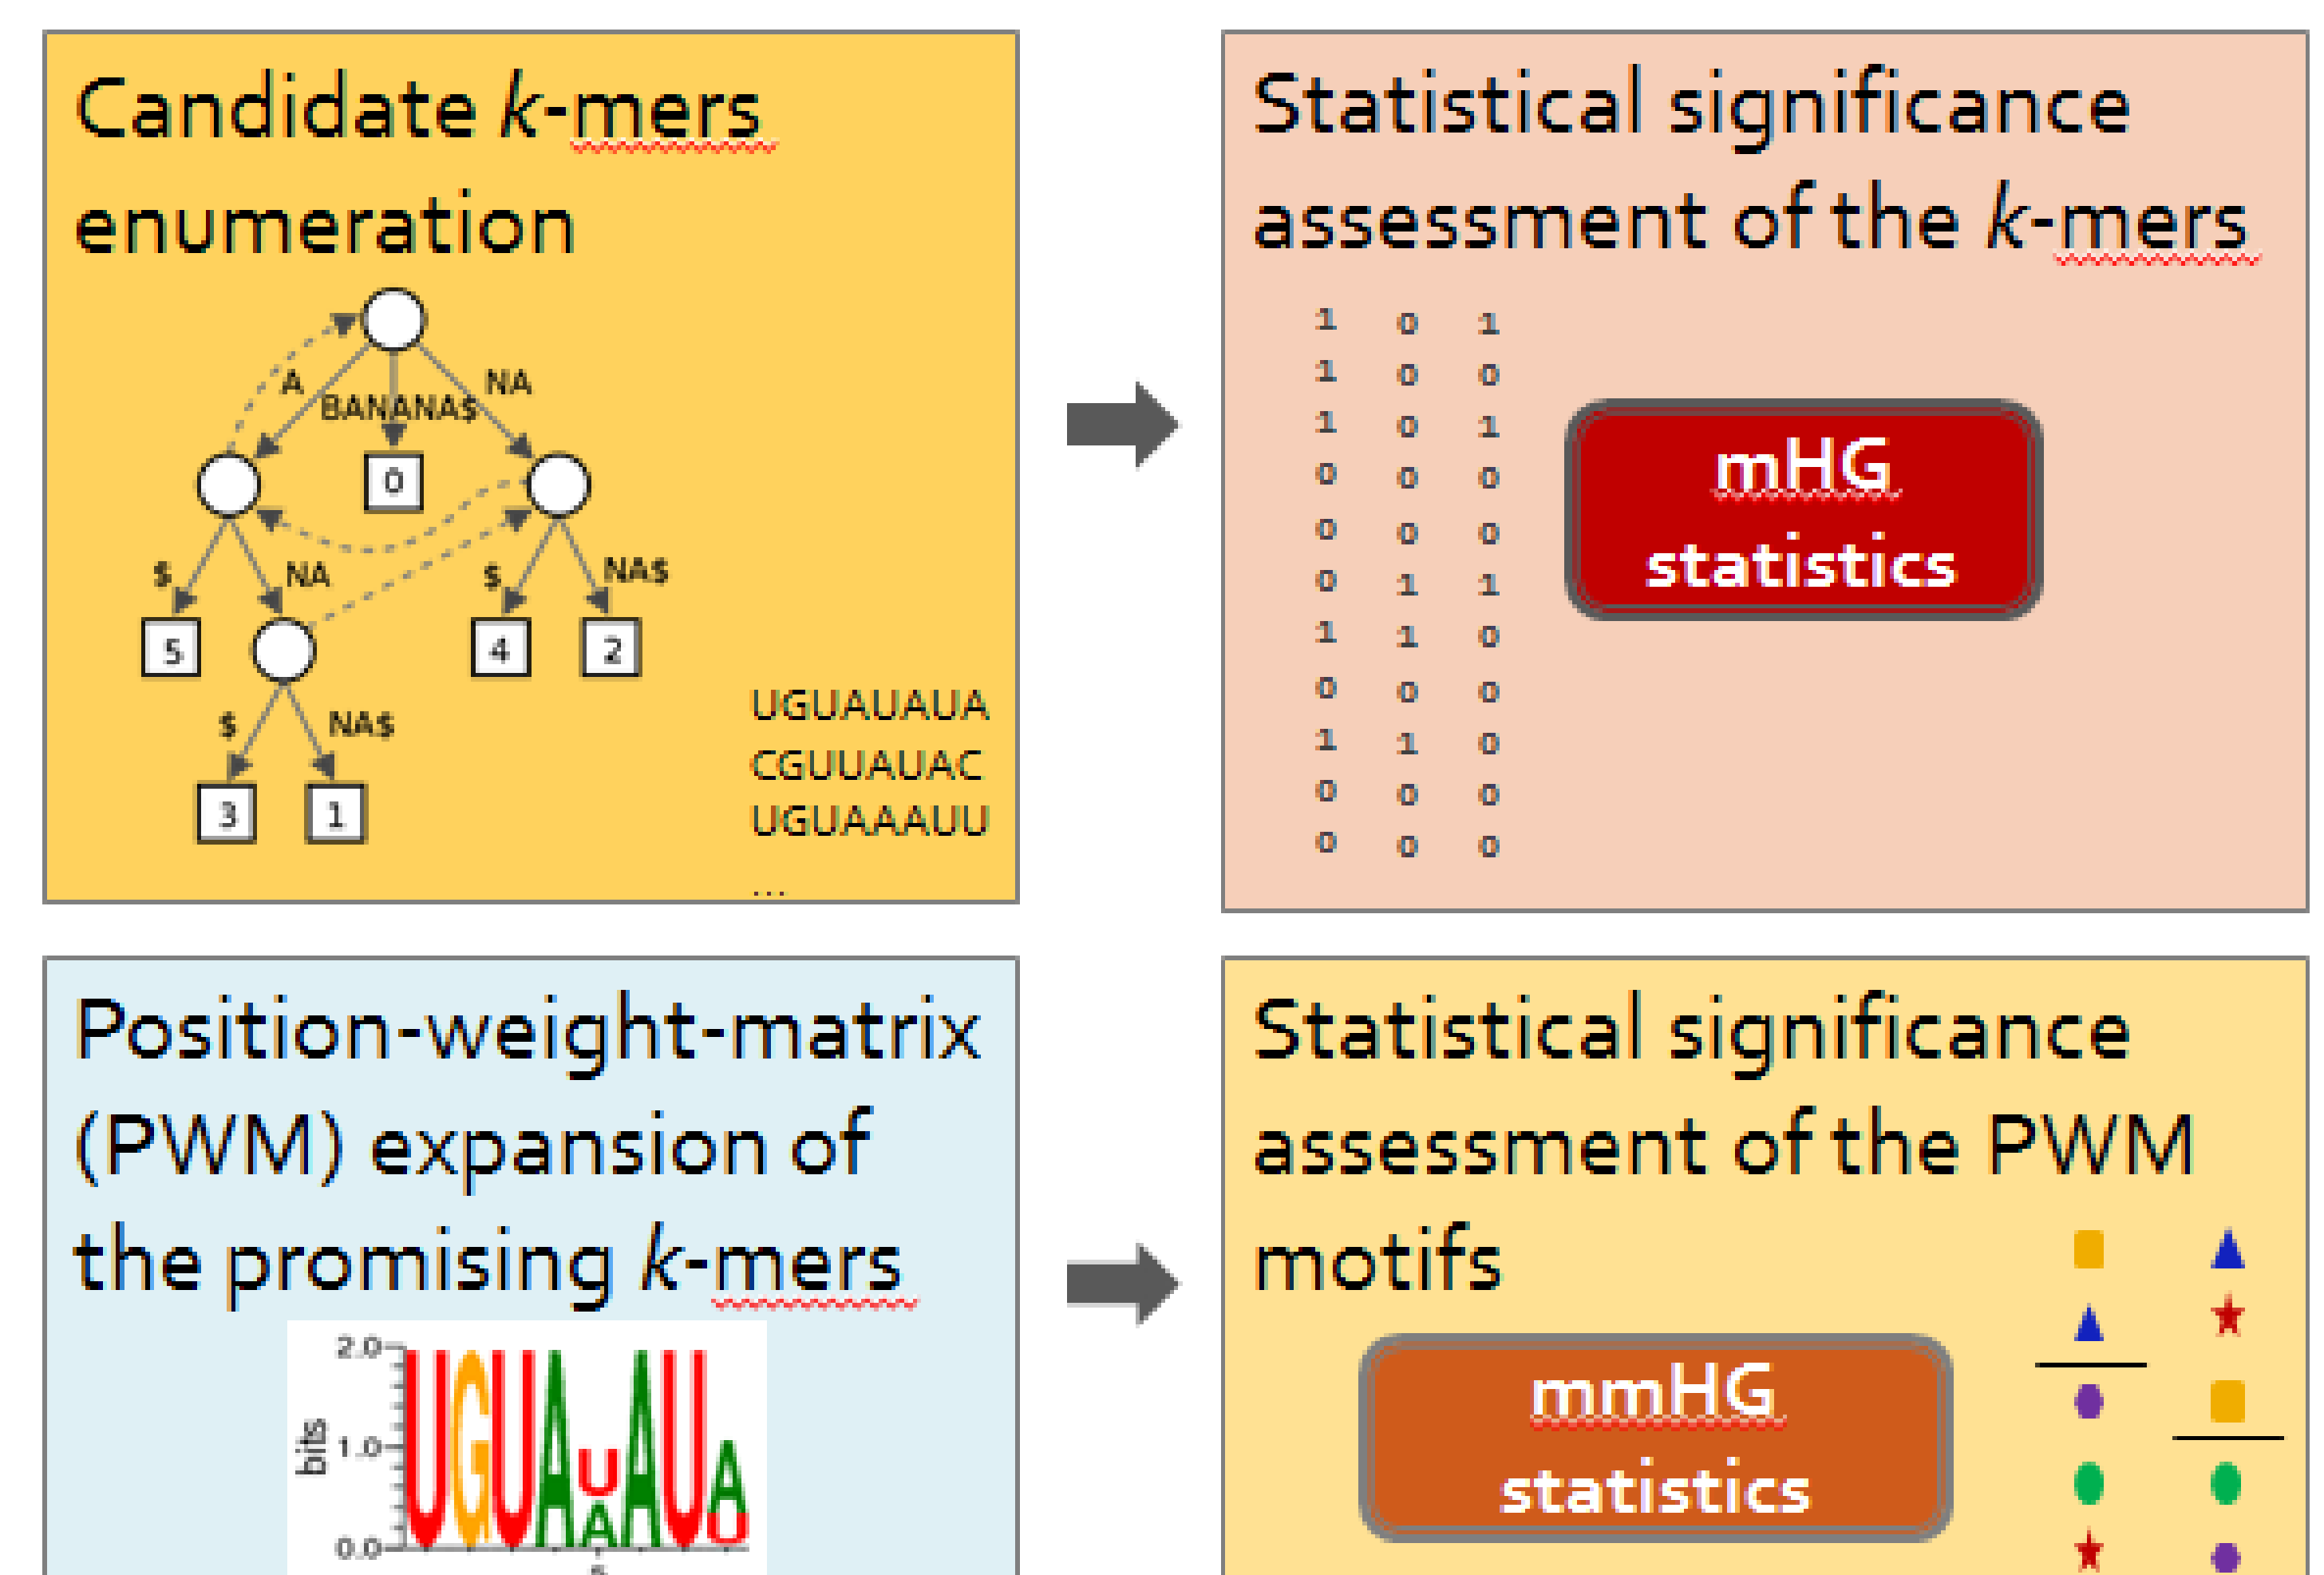 Candidate k-mers
enumeration
A
BANANA$
NA
0
$
NA
$
NA$
5
4
2
$
NA$
3
1
UGUAUAUA
CGUUAUAC
UGUAAAUU
...
Statistical significance
assessment of the k-mers
1 0 1
1 0 0
1 0 1
0 0 0
0 0 0
0 1 1
1 1 0
0 0 0
1 1 0
0 0 0
0 0 0
mHG
statistics
Position-weight-matrix
(PWM) expansion of
the promising k-mers
2.0
bits
1.0
0.0
UGUAUAUA
A U
Statistical significance
assessment of the PWM
motifs
mmHG
statistics